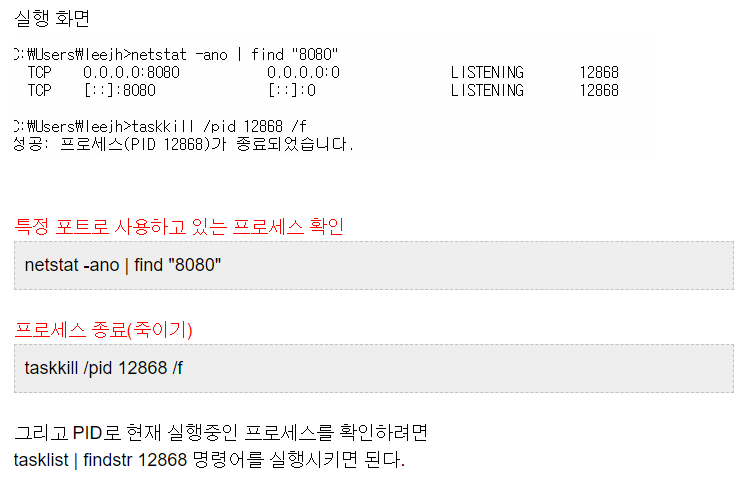 실행 화면
C:₩Users₩leejh>netstat -ano | find "8080"
TCP 0.0.0.0:8080 0.0.0.0:0 LISTENING 12868
TCP [::]:8080 [::]:0 LISTENING 12868
C:₩Users₩leejh>taskkill /pid 12868 /f
성공: 프로세스(PID 12868)가 종료되었습니다.
특정 포트로 사용하고 있는 프로세스 확인
netstat -ano | find "8080"
프로세스 종료(죽이기)
taskkill /pid 12868 /f
그리고 PID로 현재 실행중인 프로세스를 확인하려면
tasklist | findstr 12868 명령어를 실행시키면 된다.